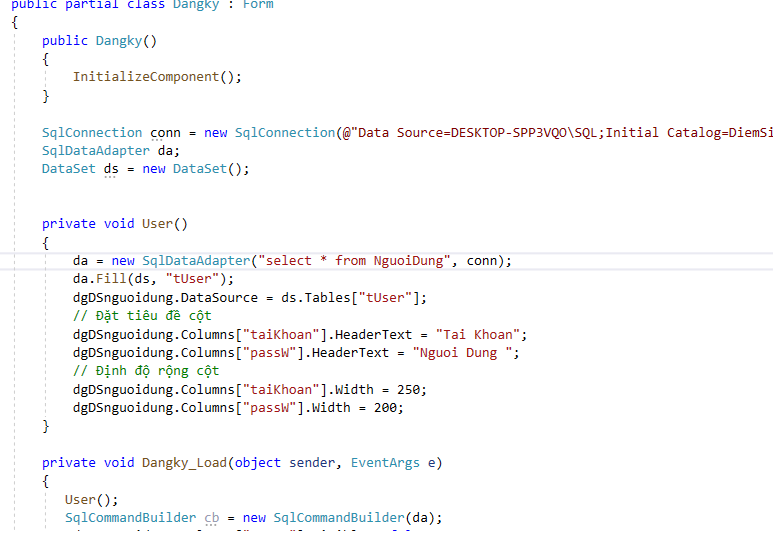 public partial class Dangky : Form
{
public Dangky()
{
InitializeComponent();
}
SqlConnection conn = new SqlConnection(@"Data Source=DESKTOP-SPP3VQO\SQL;Initial Catalog=DiemSi
SqlDataAdapter da;
DataSet ds = new DataSet();
private void User()
{
da = new SqlDataAdapter("select * from NguoiDung", conn);
da.Fill(ds, "tUser");
dgDSnguoidung.DataSource = ds.Tables["tUser"];
// Đặt tiêu đề cột
dgDSnguoidung.Columns["taiKhoan"].HeaderText = "Tai Khoan";
dgDSnguoidung.Columns["passW"].HeaderText = "Nguoi Dung ";
// Định độ rộng cột
dgDSnguoidung.Columns["taiKhoan"].Width = 250;
dgDSnguoidung.Columns["passW"].Width = 200;
}
private void Dangky_Load(object sender, EventArgs e)
{
User();
SqlCommandBuilder cb = new SqlCommandBuilder(da);